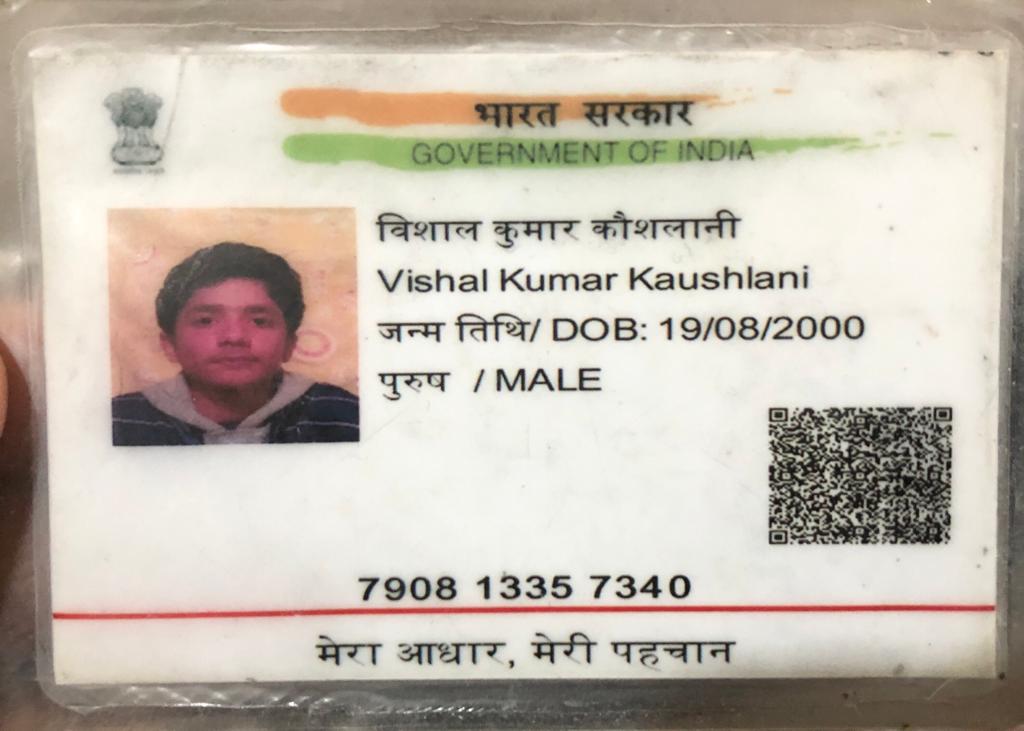 भारत सरकार
GOVERNMENT OF INDIA
विशाल कुमार कौशलानी
Vishal Kumar Kaushlani
जन्म तिथि/ DOB: 19/08/2000
पुरुष / MALE
7908 1335 7340
मेरा आधार, मेरी पहचान